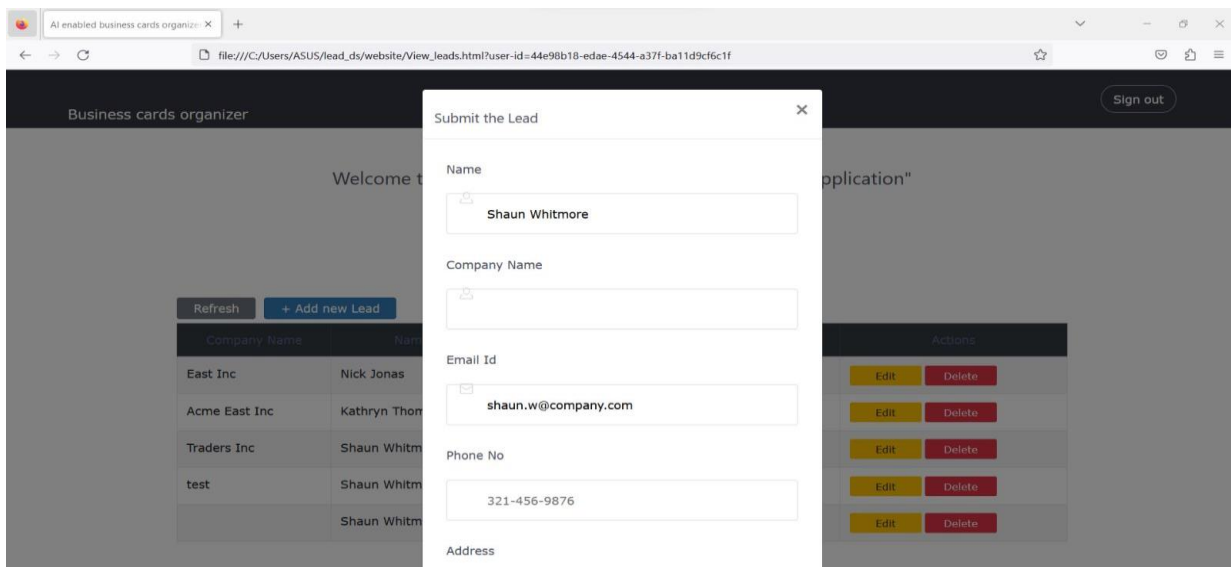 AI enabled business cards organize
file:///C:/Users/ASUS/lead_ds/website/View_leads.html?user-id=44e98b18-edae-4544-a37f-ba11d9cf6c1f
Business cards organizer
Sign out
Submit the Lead
Welcome t
pplication"
Name
Shaun Whitmore
Company Name
Refresh
+ Add new Lead
Company Name Nam Actions
Email Id
shaun.w@company.com
East Inc Nick Jonas Edit Delete
Acme East Inc Kathryn Thom Edit Delete
Traders Inc Shaun Whitm Edit Delete
test Shaun Whitm Edit Delete
Shaun Whitm Edit Delete
Phone No
321-456-9876
Address